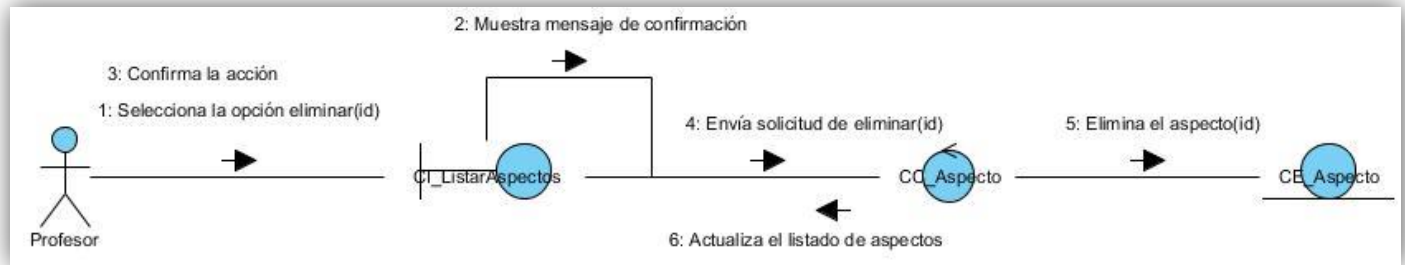 2: Muestra mensaje de confirmación
3: Confirma la acción
1: Selecciona la opción eliminar(id)
4: Envía solicitud de eliminar(id)
5: Elimina el aspecto(id)
CI_ListarAspectos
CC_Aspecto
CE_Aspecto
Profesor
6: Actualiza el listado de aspectos